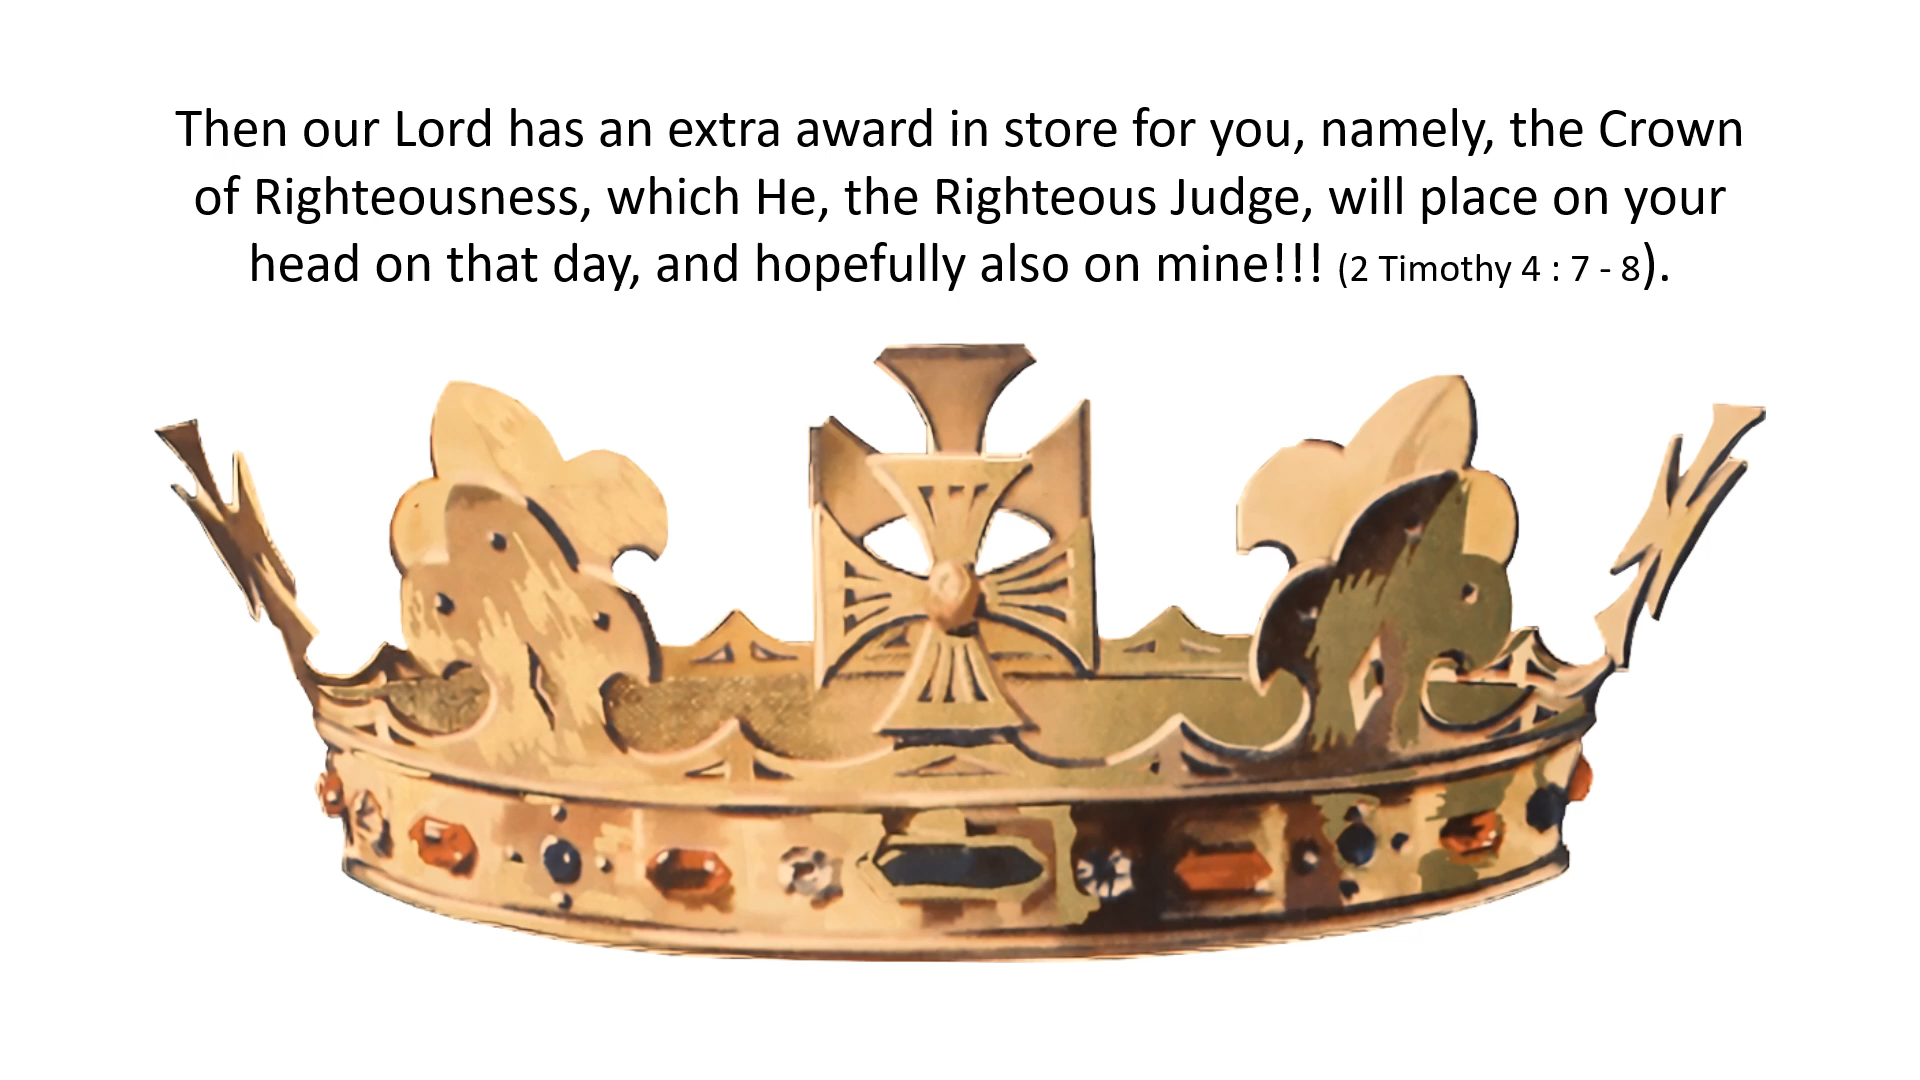 Then our Lord has an extra award in store for you, namely, the Crown
of Righteousness, which He, the Righteous Judge, will place on your
head on that day, and hopefully also on mine!!! (2 Timothy 4 : 7 - 8).